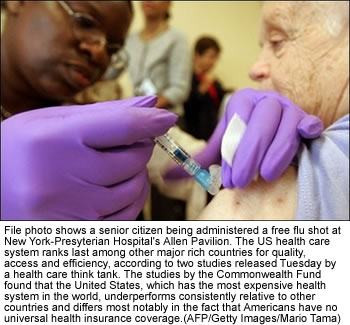 File photo shows a senior citizen being administered a free flu shot at
New York-Presyterian Hospital's Allen Pavilion. The US health care
system ranks last among other major rich countries for quality,
access and efficiency, according to two studies released Tuesday by
a health care think tank. The studies by the Commonwealth Fund
found that the United States, which has the most expensive health
system in the world, underperforms consistently relative to other
countries and differs most notably in the fact that Americans have no
universal health insurance coverage.(AFP/Getty Images/Mario Tama)